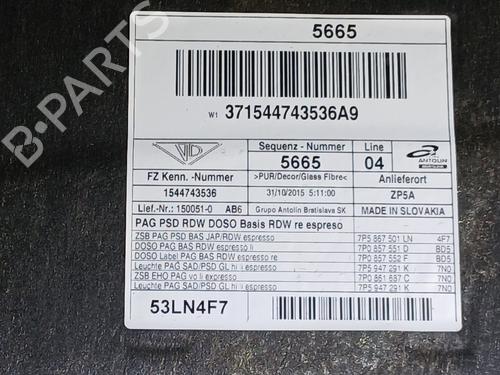 5665
W1 371544743536A9
VD
Sequenz - Nummer
Line
5665
04
ANTOLIN
FZ Kenn. -Nummer
>PUR/Decor/Glass Fibre<
Anlieferort
1544743536
31/10/2015 5:11:00
ZP5A
Lief.-Nr.: 150051-0 AB6
Grupo Antolin Bratislava SK
MADE IN SLOVAKIA
PAG PSD RDW DOSO Basis RDW re espreso
ZSB PAG PSD BAS JAP/RDW espresso 7P5 867 501 LN 4F7
DOSO PAG BAS RDW espresso li 7P0 857 551 D BD5
DOSO Label PAG BAS RDW espresso re 7P0 857 552 F BD5
Leuchte PAG SAD/PSD GL hi li espresso 7P5 947 291 K 7N0
ZSB EHO PAG vo li espresso 7P0 861 687 C 7N0
Leuchte PAG SAD/PSD GL hi li espresso 7P5 947 291 K 7N0
53LN4F7
B-PARTS